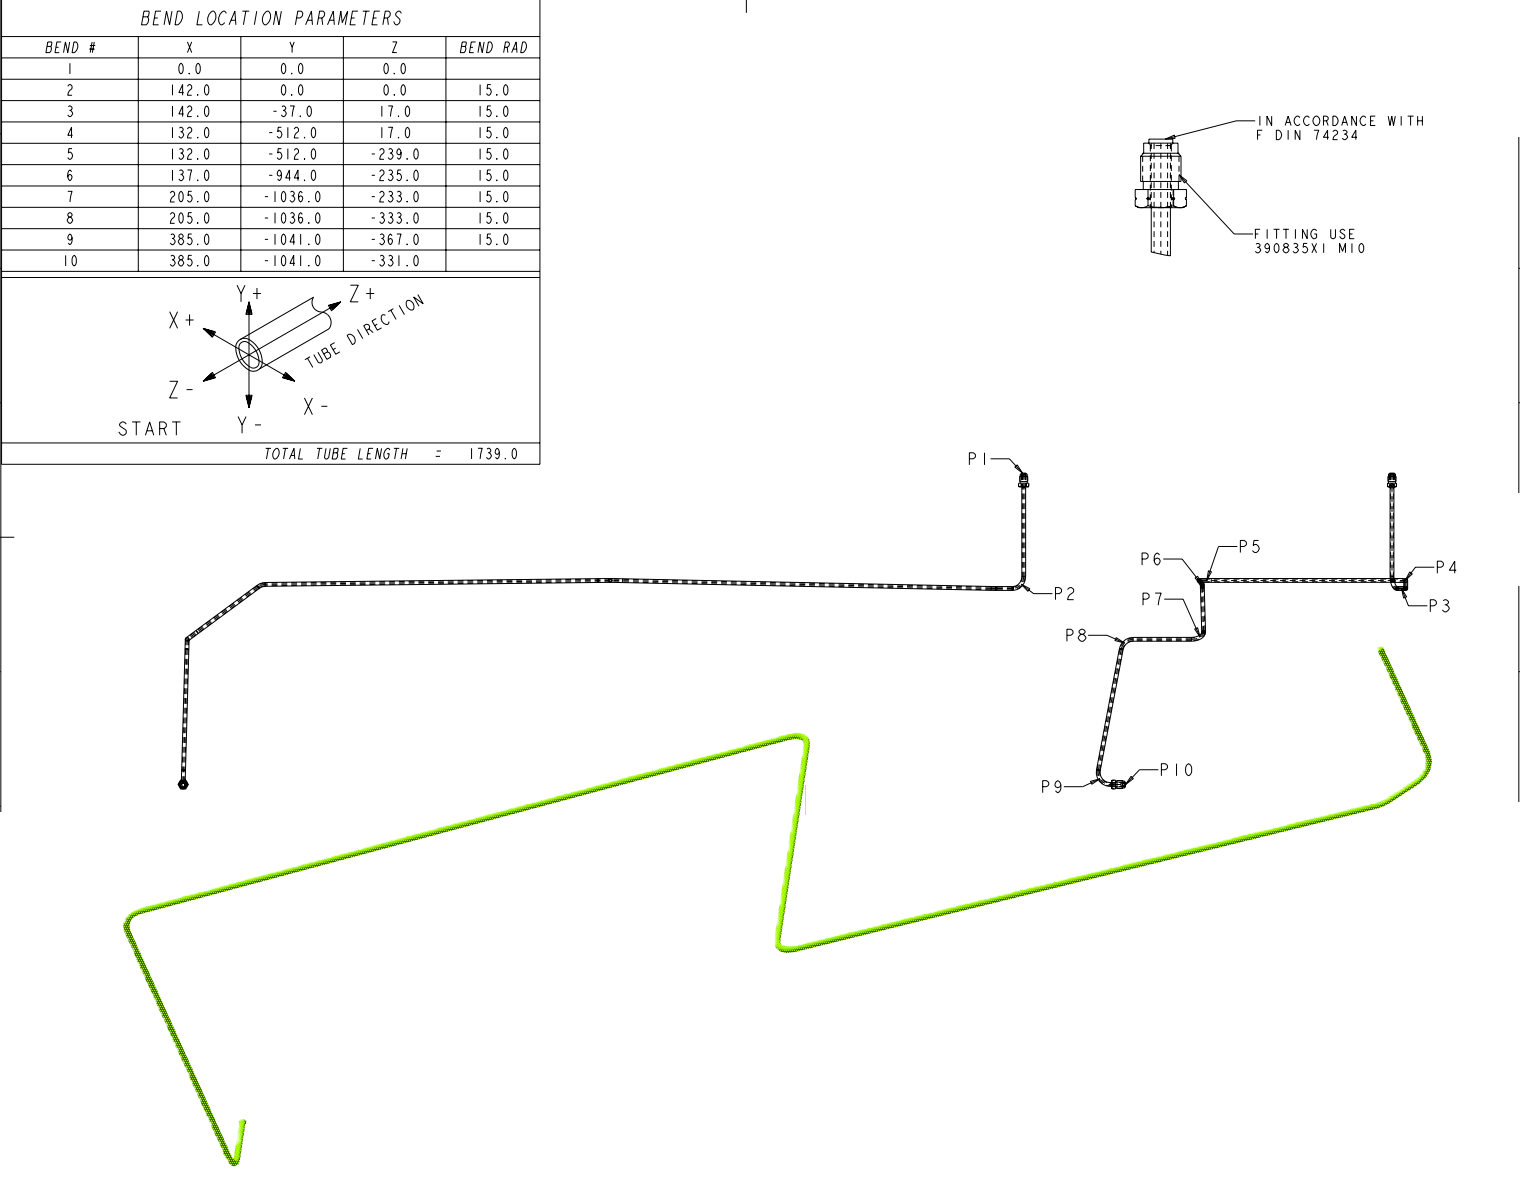 BEND LOCATION PARAMETERS
BEND # X Y Z BEND RAD
1 0.0 0.0 0.0
2 142.0 0.0 0.0 15.0
3 142.0 -37.0 17.0 15.0
4 132.0 -512.0 17.0 15.0
5 132.0 -512.0 -239.0 15.0
6 137.0 -944.0 -235.0 15.0
7 205.0 -1036.0 -233.0 15.0
8 205.0 -1036.0 -333.0 15.0
9 385.0 -1041.0 -367.0 15.0
10 385.0 -1041.0 -331.0
Y+
Z+
X+
TUBE DIRECTION
Z-
X-
Y-
START
TOTAL TUBE LENGTH = 1739.0
IN ACCORDANCE WITH
F DIN 74234
FITTING USE
390835X1 M10
P1
P2
P6
P5
P4
P7
P3
P8
P9
P10